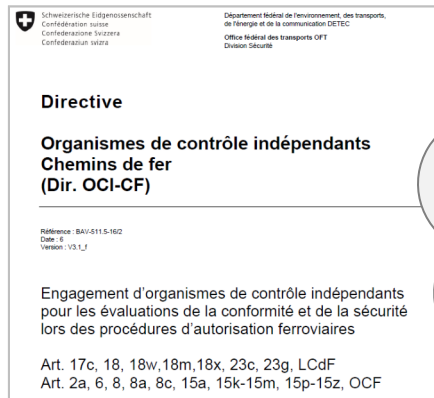 Schweizerische Eidgenossenschaft
Confédération suisse
Confederazione Svizzera
Confederaziun svizra
Département fédéral de l'environnement, des transports,
de l'énergie et de la communication DETEC
Office fédéral des transports OFT
Division Sécurité
Directive
Organismes de contrôle indépendants
Chemins de fer
(Dir. OCI-CF)
Référence : BAV-511.5-16/2
Date : 6
Version : V3.1_f
Engagement d'organismes de contrôle indépendants
pour les évaluations de la conformité et de la sécurité
lors des procédures d'autorisation ferroviaires
Art. 17c, 18, 18w,18m,18x, 23c, 23g, LCdF
Art. 2a, 6, 8, 8a, 8c, 15a, 15k-15m, 15p-15z, OCF